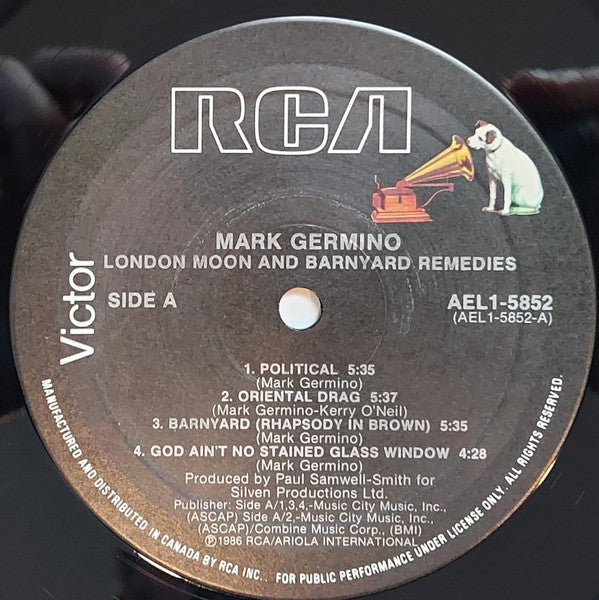 RCA
Victor
MARK GERMINO
LONDON MOON AND BARNYARD REMEDIES
SIDE A
AEL1-5852
(AEL1-5852-A)
1. POLITICAL 5:35
(Mark Germino)
2. ORIENTAL DRAG 5:37
(Mark Germino-Kerry O'Neil)
3. BARNYARD (RHAPSODY IN BROWN) 5:35
(Mark Germino)
4. GOD AIN'T NO STAINED GLASS WINDOW 4:28
(Mark Germino)
Produced by Paul Samwell-Smith for
Silven Productions Ltd.
Publisher: Side A/1,3,4,-Music City Music, Inc.,
(ASCAP) Side A/2,-Music City Music, Inc.,
(ASCAP)/Combine Music Corp., (BMI)
Ⓟ1986 RCA/ARIOLA INTERNATIONAL
MANUFACTURED AND DISTRIBUTED IN CANADA BY RCA INC., FOR PUBLIC PERFORMANCE UNDER LICENSE ONLY. ALL RIGHTS RESERVED.